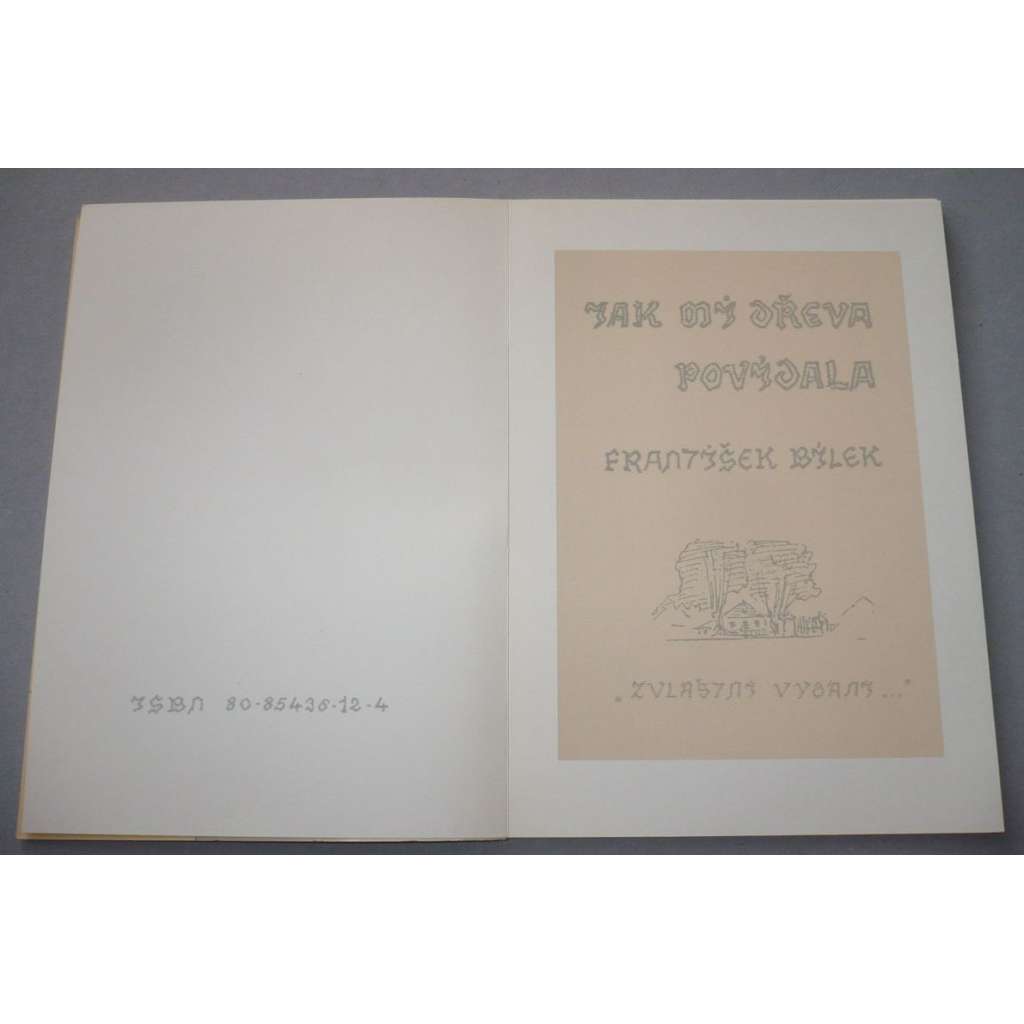 ISBN 80-85436-12-4
JAK MÍ DŘEVA
POVÍDALA
FRANTIŠEK BÍLEK
„ZVLÁŠTNÍ VYDÁNÍ..."